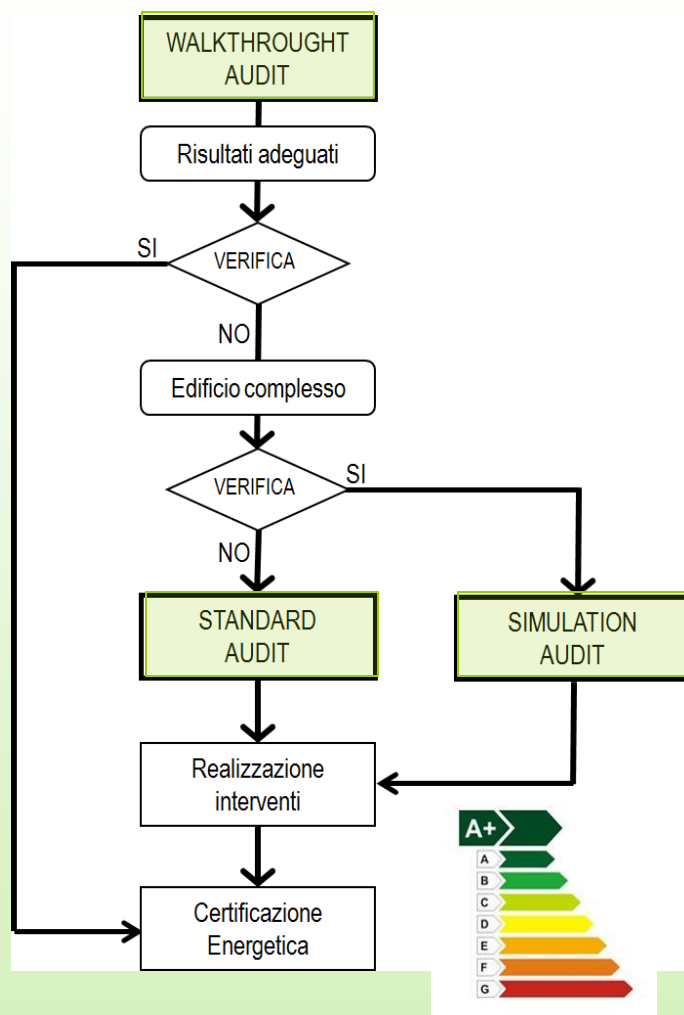 WALKTHROUGHT
AUDIT
Risultati adeguati
SI
VERIFICA
NO
Edificio complesso
VERIFICA
SI
NO
STANDARD
AUDIT
SIMULATION
AUDIT
Realizzazione
interventi
A+
A
B
C
D
E
F
G
Certificazione
Energetica